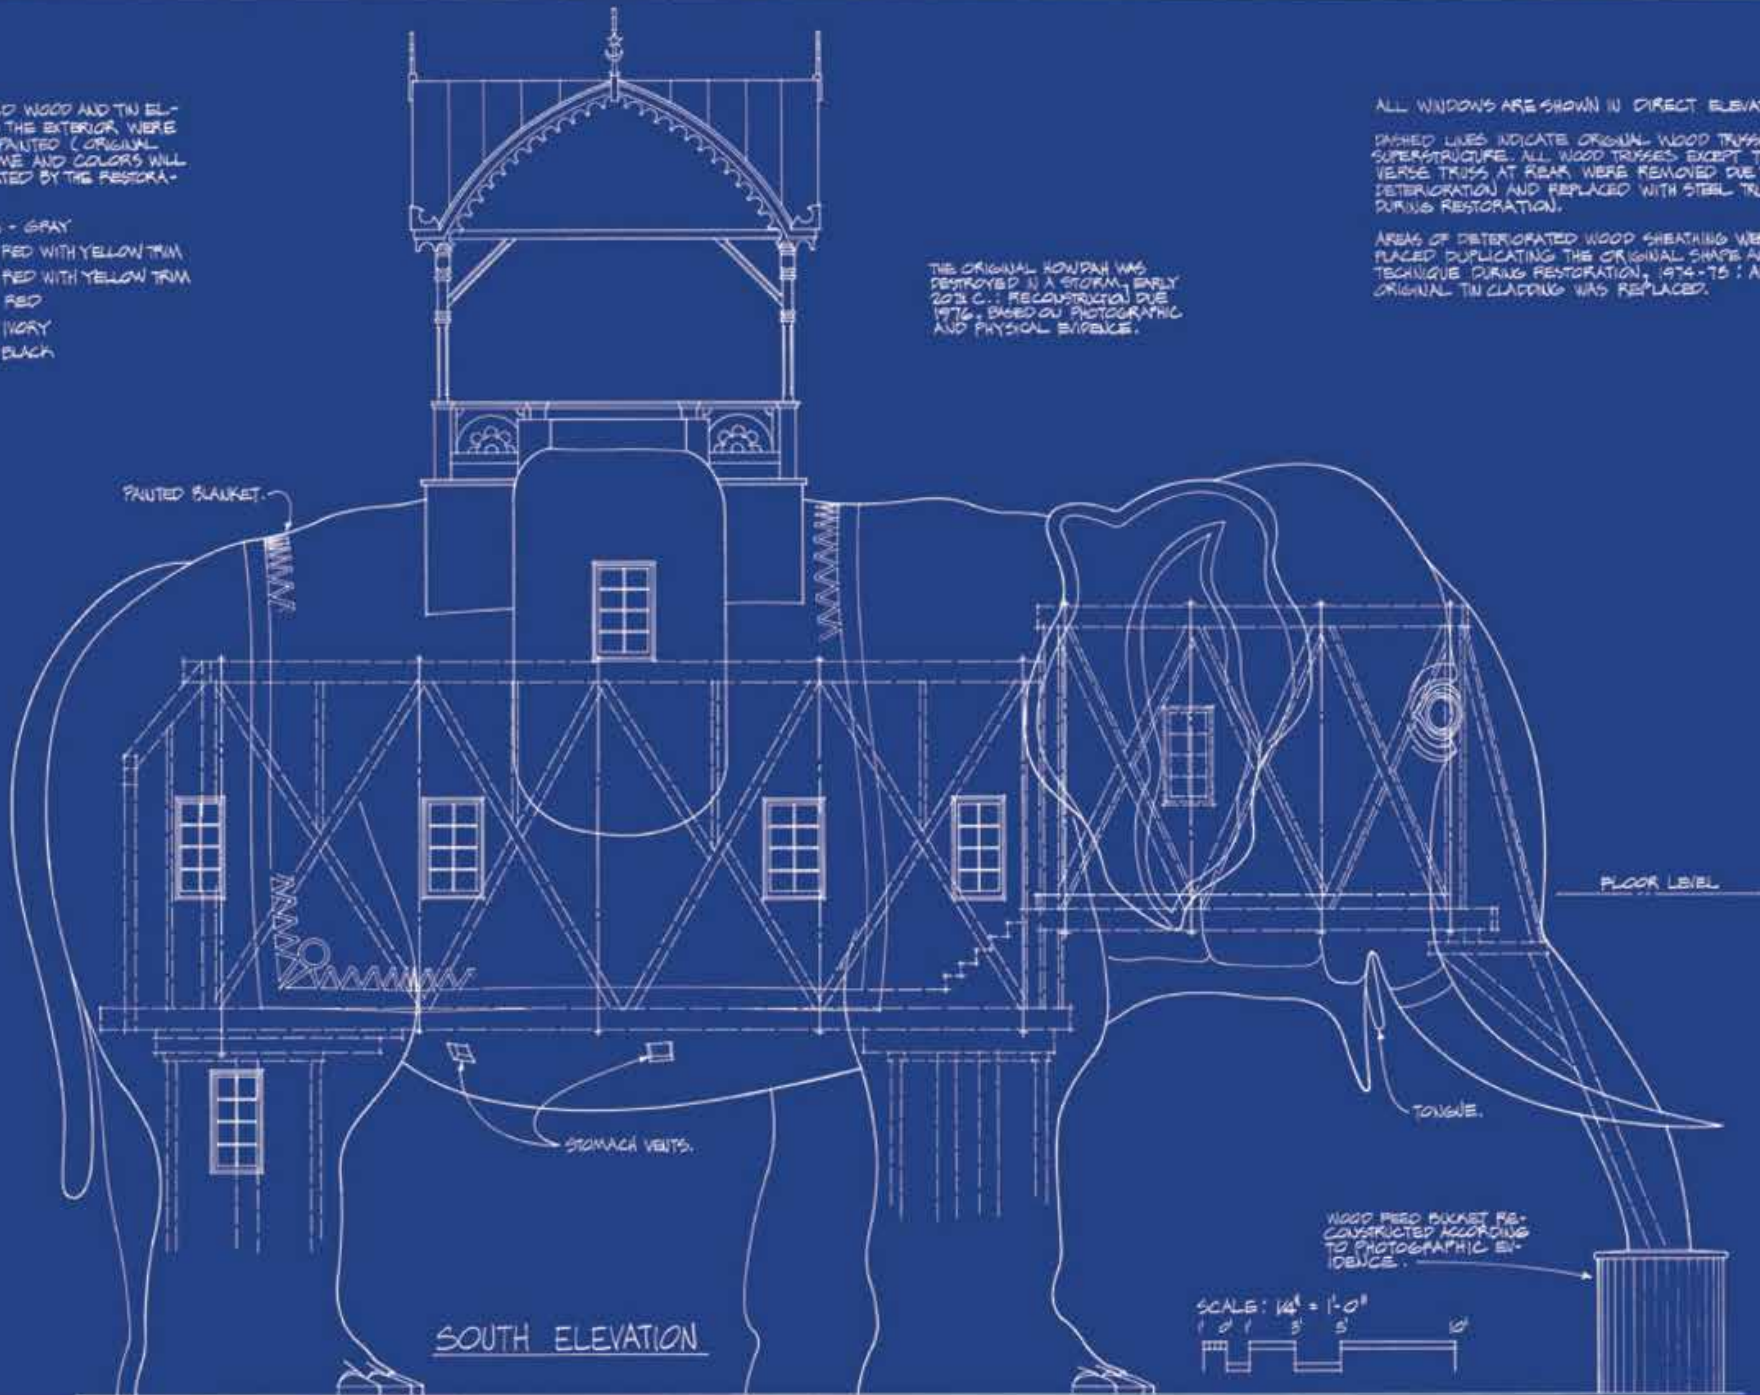 D WOOD AND TIN EL-
THE EXTERIOR WERE
PAINTED (ORIGINAL
ME AND COLORS WILL
TED BY THE RESTORA-
- GRAY
RED WITH YELLOW TRIM
RED WITH YELLOW TRIM
RED
IVORY
BLACK
ALL WINDOWS ARE SHOWN IN DIRECT ELEVA
DASHED LINES INDICATE ORIGINAL WOOD TRUSS
SUPERSTRUCTURE. ALL WOOD TRUSSES EXCEPT T
VERSE TRUSS AT REAR WERE REMOVED DUE
DETERIORATION AND REPLACED WITH STEEL TRU
DURING RESTORATION.
AREAS OF DETERIORATED WOOD SHEATHING WE
PLACED DUPLICATING THE ORIGINAL SHAPE A
TECHNIQUE DURING RESTORATION, 1974-75; A
ORIGINAL TIN CLADDING WAS REPLACED.
THE ORIGINAL HOWDAH WAS
DESTROYED IN A STORM, EARLY
20th C.; RECONSTRUCTION DUE
1976, BASED ON PHOTOGRAPHIC
AND PHYSICAL EVIDENCE.
PAINTED BLANKET.
FLOOR LEVEL
TONGUE.
STOMACH VENTS.
WOOD FEED BUCKET RE-
CONSTRUCTED ACCORDING
TO PHOTOGRAPHIC EV-
IDENCE.
SCALE: 1/4" = 1'-0"
1' 0' 1' 3' 5' 10'
SOUTH ELEVATION